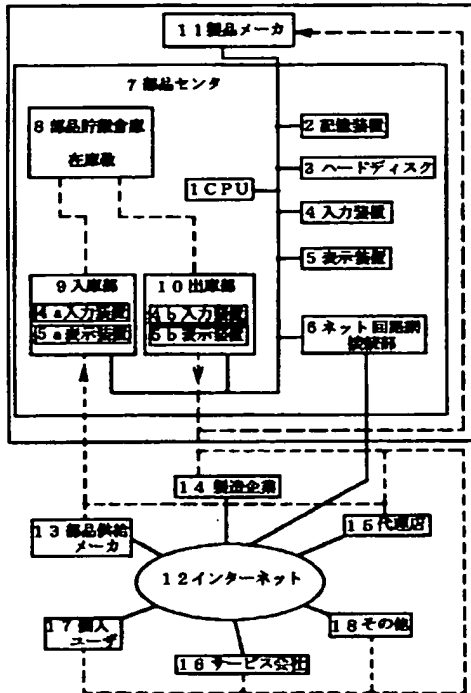 11製品メーカ
7 部品センタ
8 部品貯蔵倉庫
在庫数
2 記憶装置
3 ハードディスク
1CPU
4 入力装置
5 表示装置
9入庫部
4a入力装置
5a表示装置
10出庫部
4b入力装置
5b表示装置
6ネット回路網
接続部
14 製造企業
13部品供給
メーカ
15代理店
12インターネット
17個人
ユーザ
18その他
16サービス会社